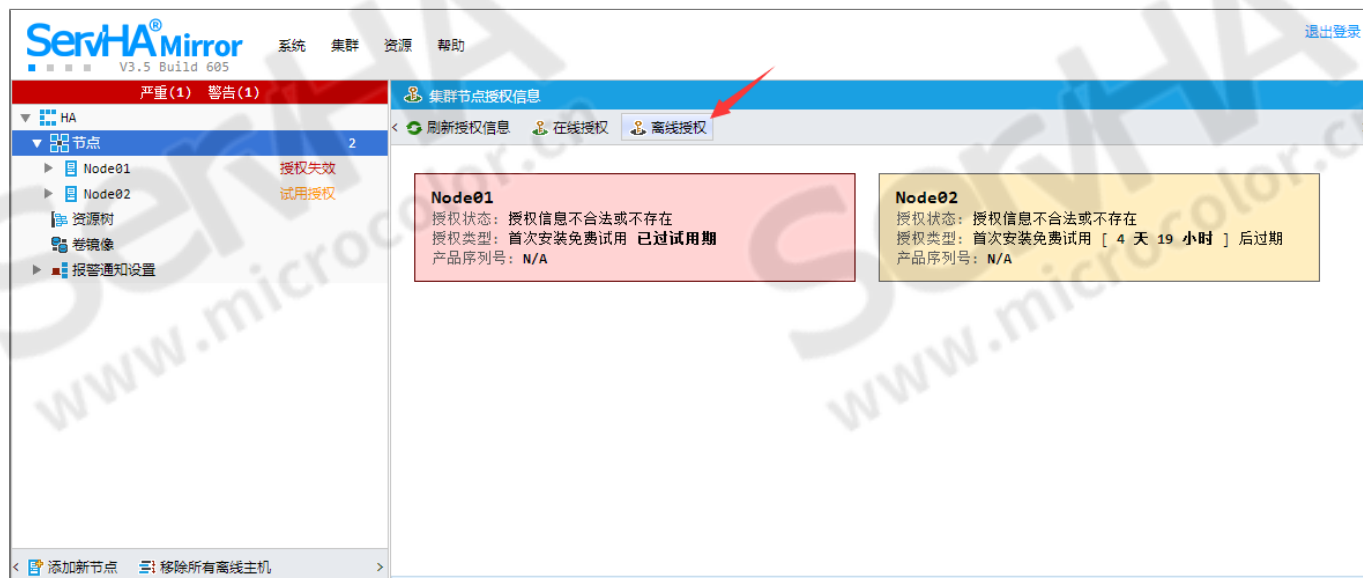 ServHA® Mirror
V3.5 Build 605
系统 集群 资源 帮助
退出登录
严重(1) 警告(1)
HA
节点 2
Node01 授权失效
Node02 试用授权
资源树
卷镜像
报警通知设置
添加新节点 移除所有离线主机
集群节点授权信息
刷新授权信息 在线授权 离线授权
Node01
授权状态: 授权信息不合法或不存在
授权类型: 首次安装免费试用 已过试用期
产品序列号: N/A
Node02
授权状态: 授权信息不合法或不存在
授权类型: 首次安装免费试用 [ 4 天 19 小时 ] 后过期
产品序列号: N/A
ServHA
www.microcolor.cn
ServHA
www.microcolor.cn